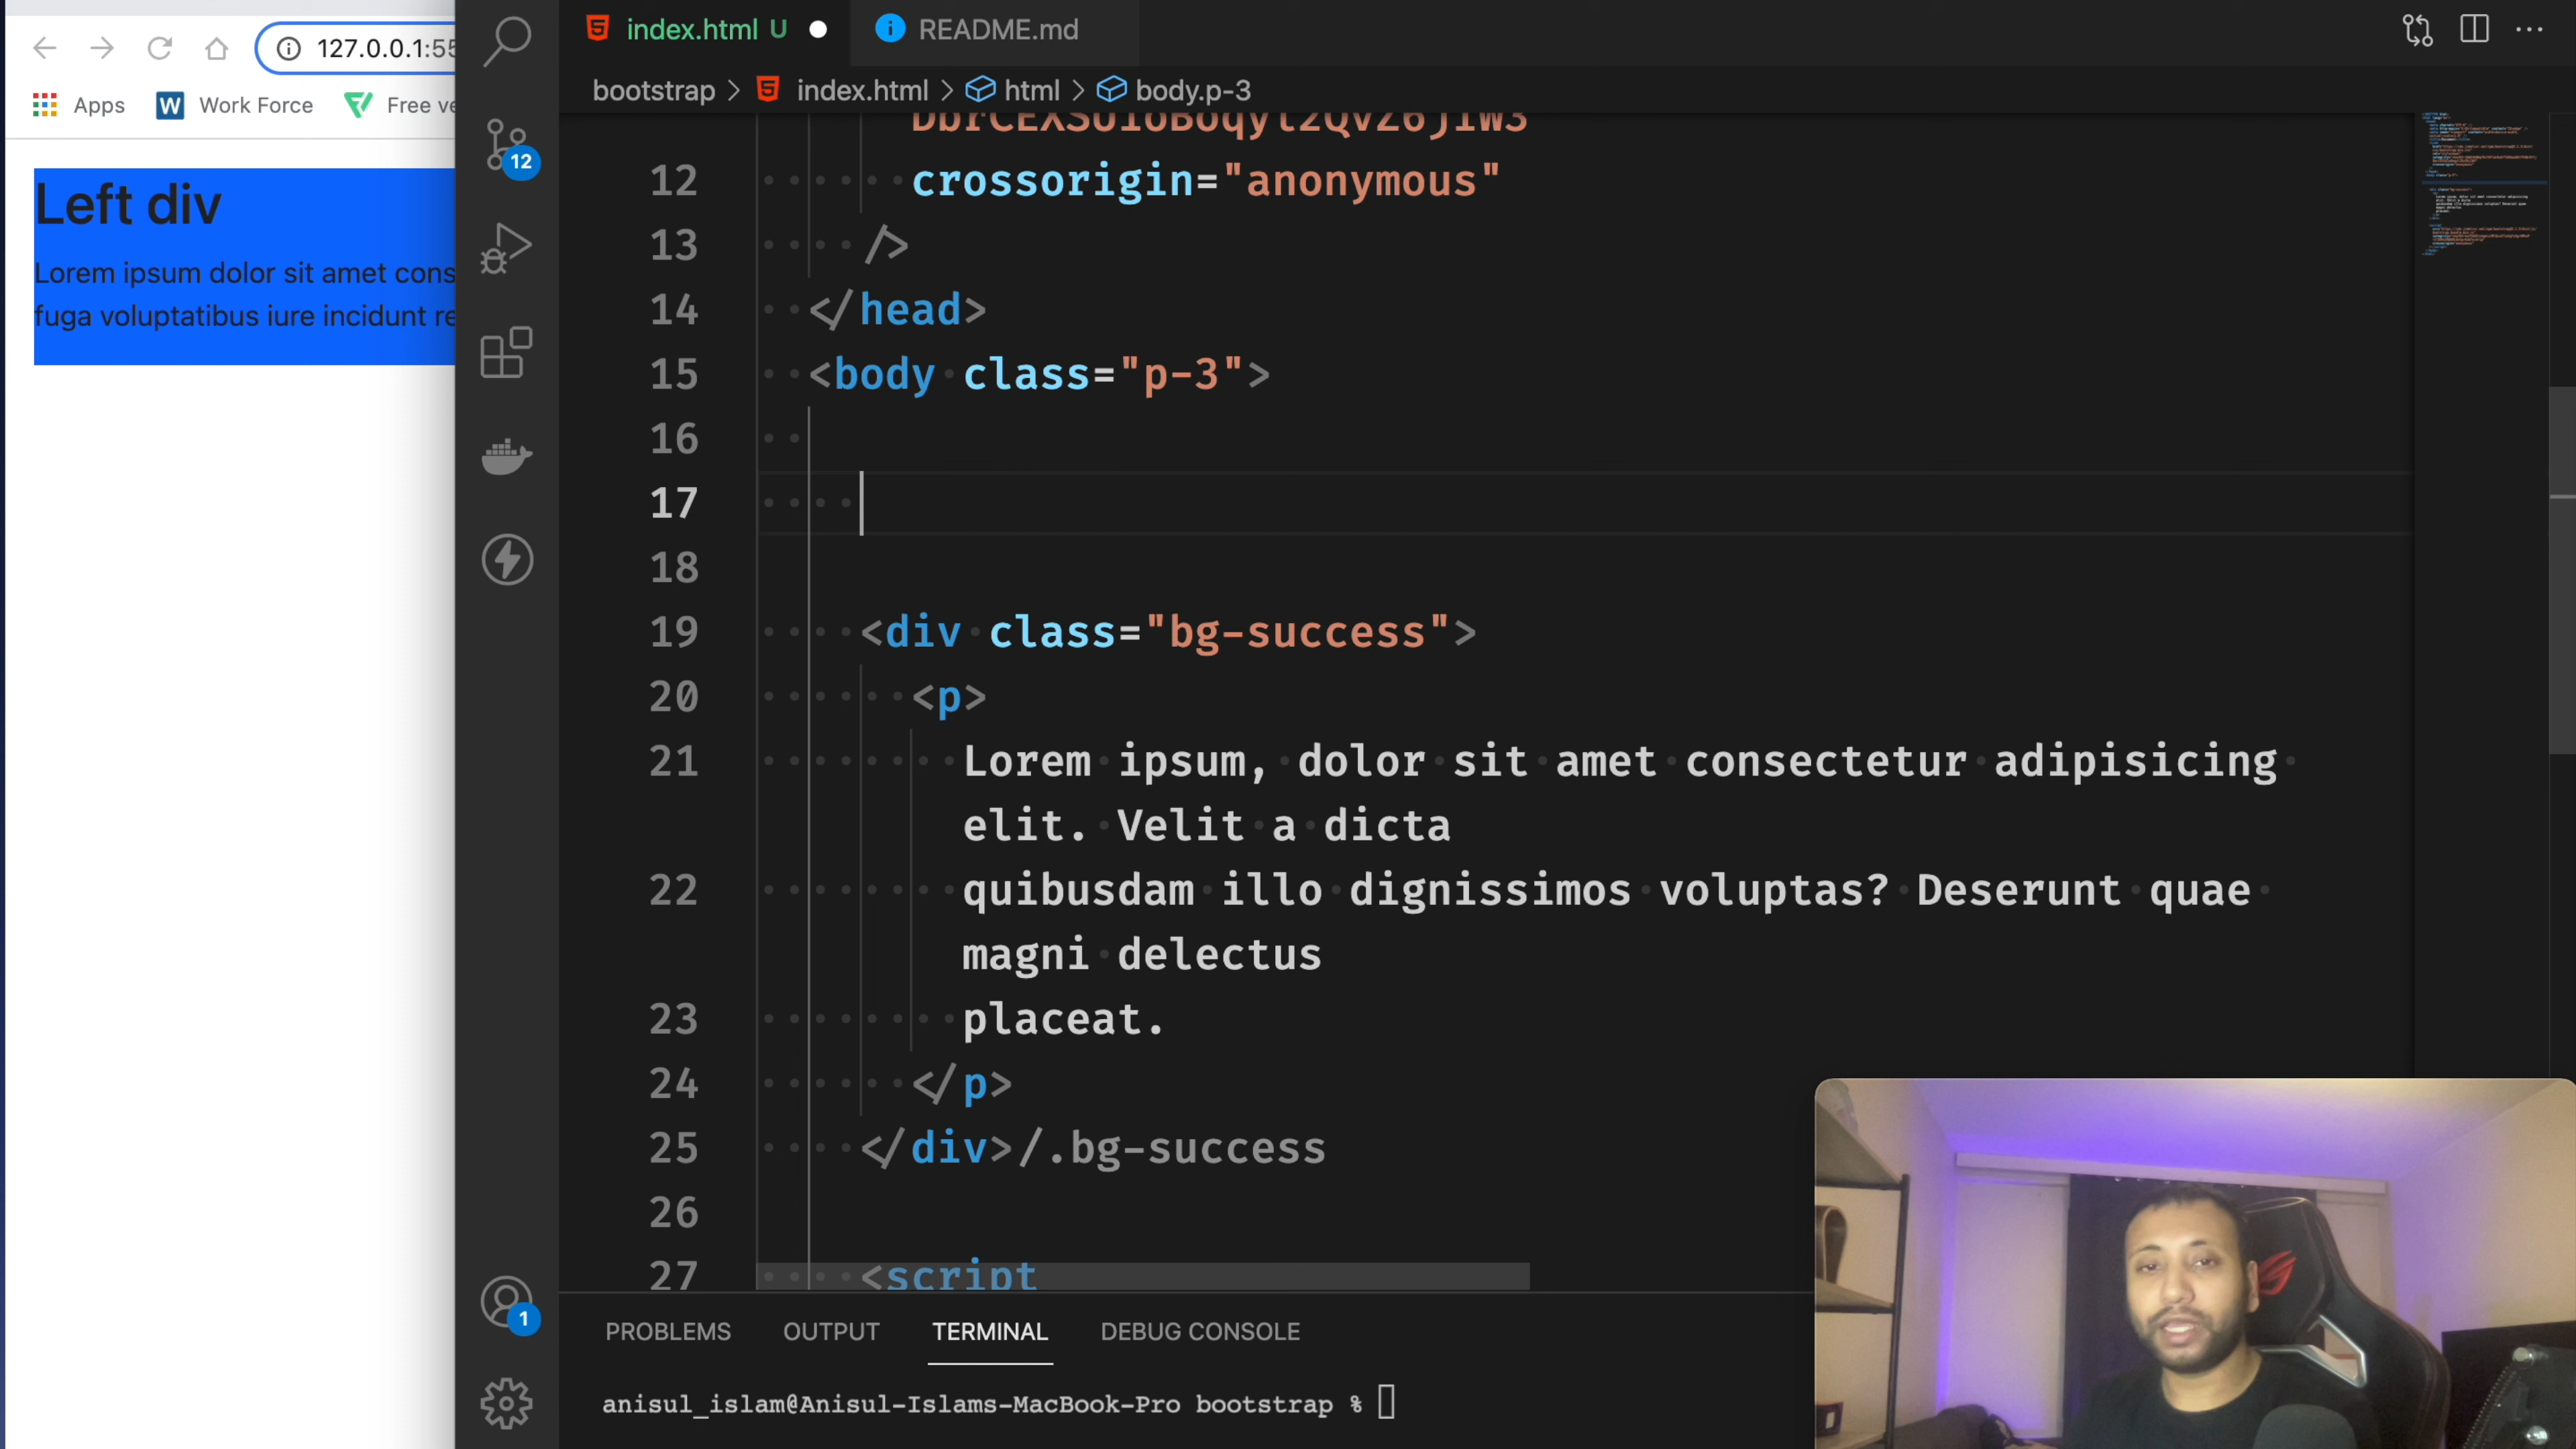 127.0.0.1:55
Apps
Work Force
Free ve
Left div
Lorem ipsum dolor sit amet cons
fuga voluptatibus iure incidunt re
12
1
index.html U
README.md
bootstrap > index.html > html > body.p-3
12 crossorigin="anonymous"
13 />
14 </head>
15 <body class="p-3">
16
17
18
19 <div class="bg-success">
20 <p>
21 Lorem ipsum, dolor sit amet consectetur adipisicing
elit. Velit a dicta
22 quibusdam illo dignissimos voluptas? Deserunt quae
magni delectus
23 placeat.
24 </p>
25 </div>/.bg-success
26
27 <script
PROBLEMS
OUTPUT
TERMINAL
DEBUG CONSOLE
anisul_islam@Anisul-Islams-MacBook-Pro bootstrap %